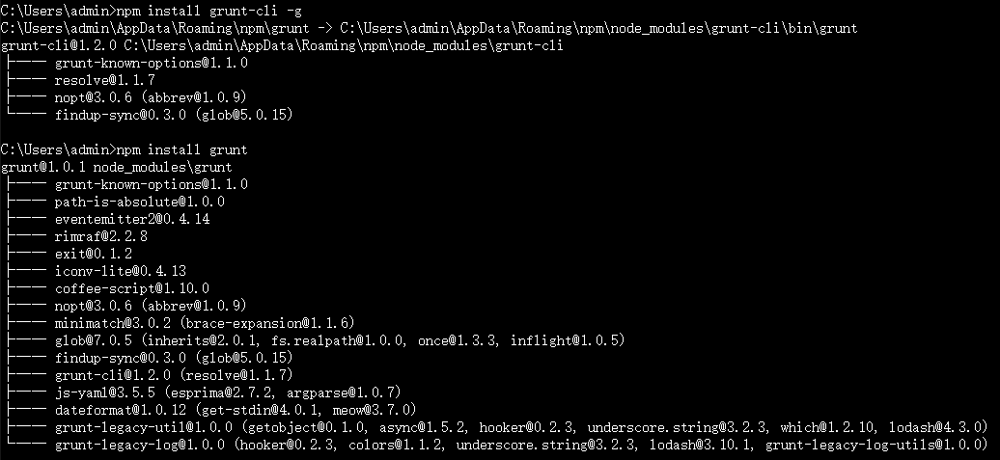 C:\Users\admin>npm install grunt-cli -g
C:\Users\admin\AppData\Roaming\npm\grunt -> C:\Users\admin\AppData\Roaming\npm\node_modules\grunt-cli\bin\grunt
grunt-cli@1.2.0 C:\Users\admin\AppData\Roaming\npm\node_modules\grunt-cli
├── grunt-known-options@1.1.0
├── resolve@1.1.7
├── nopt@3.0.6 (abbrev@1.0.9)
└── findup-sync@0.3.0 (glob@5.0.15)
C:\Users\admin>npm install grunt
grunt@1.0.1 node_modules\grunt
├── grunt-known-options@1.1.0
├── path-is-absolute@1.0.0
├── eventemitter2@0.4.14
├── rimraf@2.2.8
├── exit@0.1.2
├── iconv-lite@0.4.13
├── coffee-script@1.10.0
├── nopt@3.0.6 (abbrev@1.0.9)
├── minimatch@3.0.2 (brace-expansion@1.1.6)
├── glob@7.0.5 (inherits@2.0.1, fs.realpath@1.0.0, once@1.3.3, inflight@1.0.5)
├── findup-sync@0.3.0 (glob@5.0.15)
├── grunt-cli@1.2.0 (resolve@1.1.7)
├── js-yaml@3.5.5 (esprima@2.7.2, argparse@1.0.7)
├── dateformat@1.0.12 (get-stdin@4.0.1, meow@3.7.0)
├── grunt-legacy-util@1.0.0 (getobject@0.1.0, async@1.5.2, hooker@0.2.3, underscore.string@3.2.3, which@1.2.10, lodash@4.3.0)
└── grunt-legacy-log@1.0.0 (hooker@0.2.3, colors@1.1.2, underscore.string@3.2.3, lodash@3.10.1, grunt-legacy-log-utils@1.0.0)